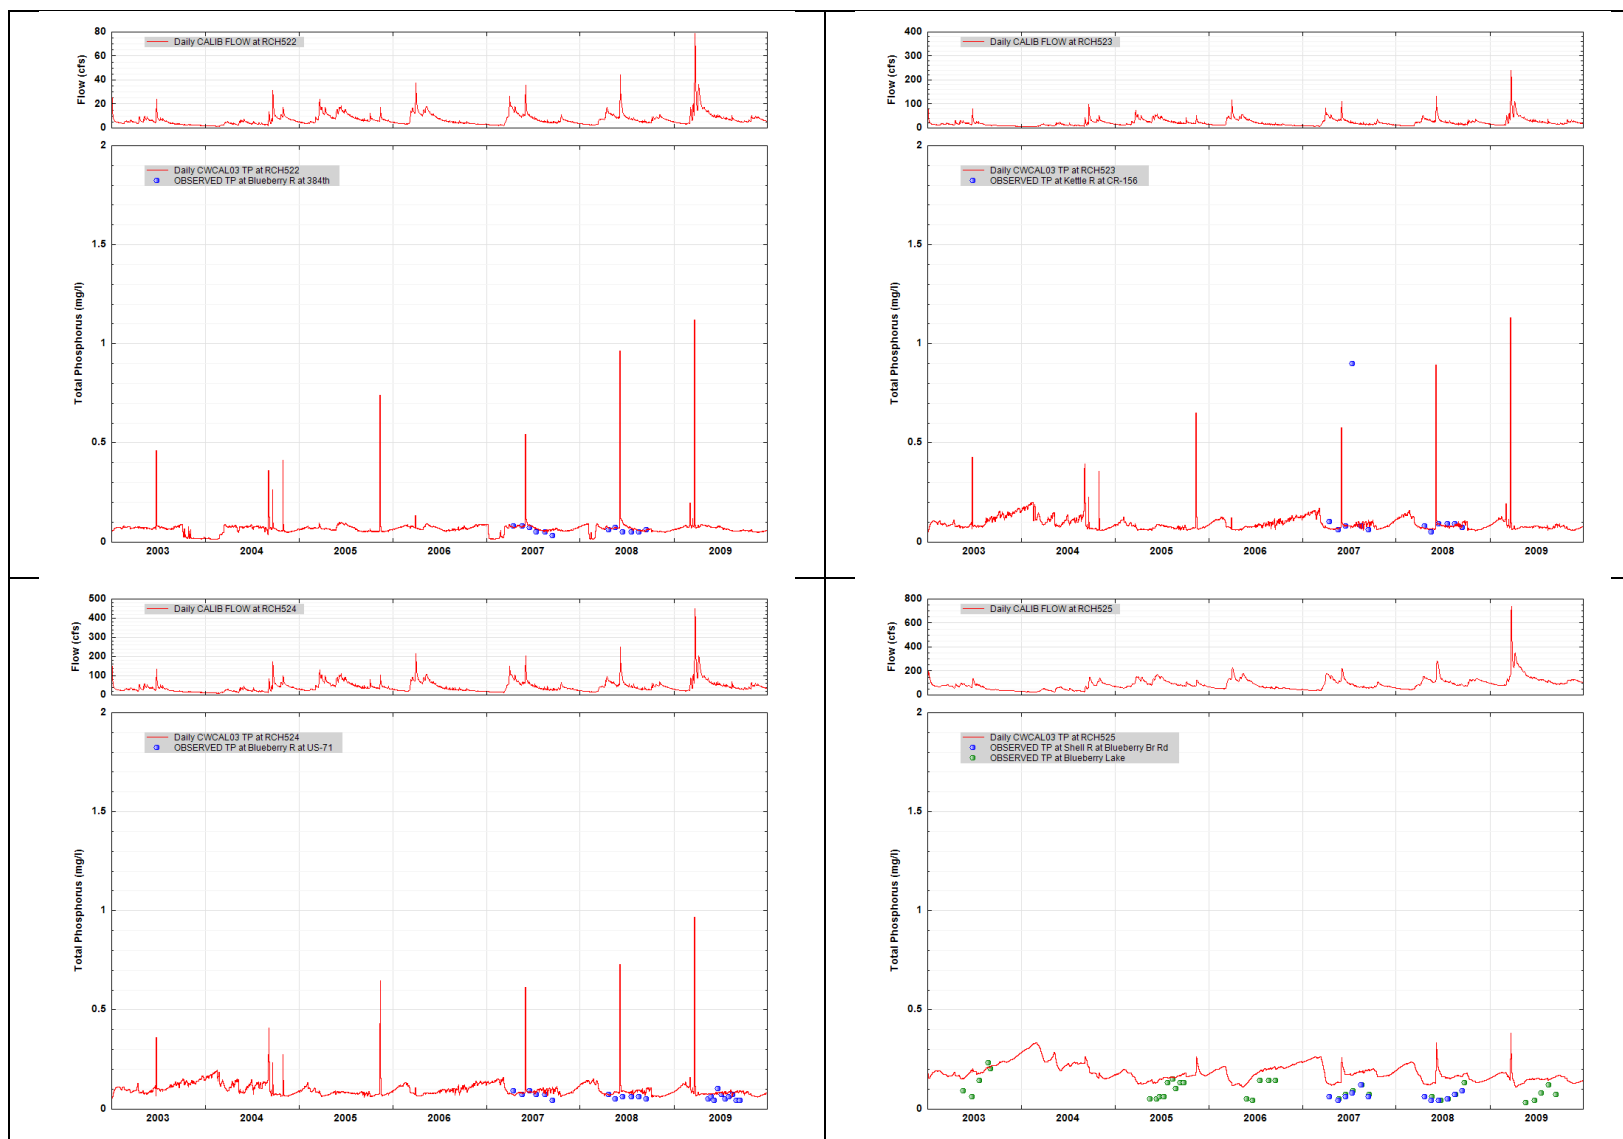 80
60
40
20
0
Flow (cfs)
Daily CALIB FLOW at RCH522
2
1.5
1
0.5
0
Total Phosphorus (mg/l)
Daily CWCAL03 TP at RCH522
OBSERVED TP at Blueberry R at 384th
2003 2004 2005 2006 2007 2008 2009
400
300
200
100
0
Flow (cfs)
Daily CALIB FLOW at RCH523
2
1.5
1
0.5
0
Total Phosphorus (mg/l)
Daily CWCAL03 TP at RCH523
OBSERVED TP at Kettle R at CR-156
2003 2004 2005 2006 2007 2008 2009
500
400
300
200
100
0
Flow (cfs)
Daily CALIB FLOW at RCH524
2
1.5
1
0.5
0
Total Phosphorus (mg/l)
Daily CWCAL03 TP at RCH524
OBSERVED TP at Blueberry R at US-71
2003 2004 2005 2006 2007 2008 2009
800
600
400
200
0
Flow (cfs)
Daily CALIB FLOW at RCH525
2
1.5
1
0.5
0
Total Phosphorus (mg/l)
Daily CWCAL03 TP at RCH525
OBSERVED TP at Shell R at Blueberry Br Rd
OBSERVED TP at Blueberry Lake
2003 2004 2005 2006 2007 2008 2009